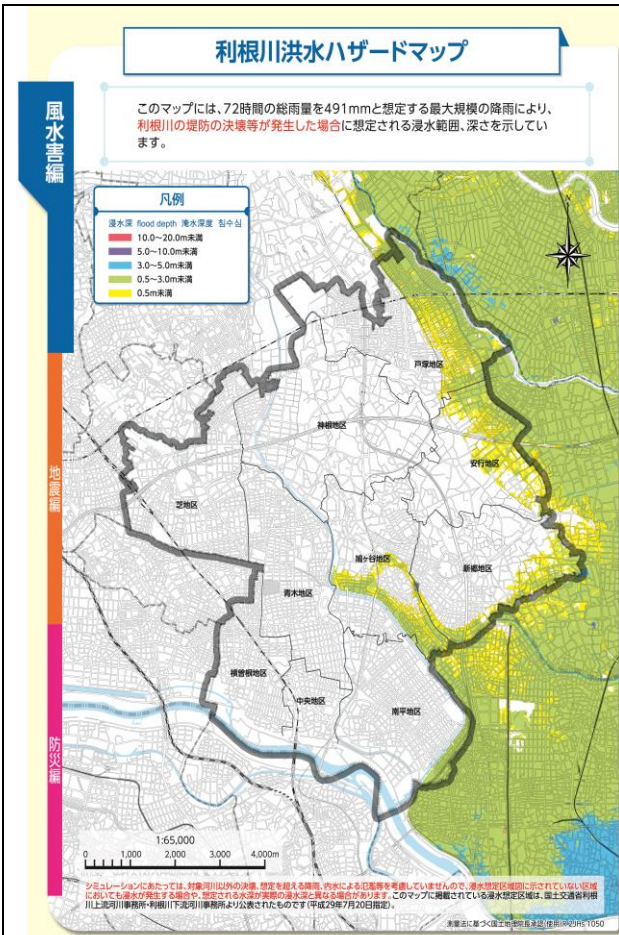 利根川洪水ハザードマップ
このマップには、72時間の総雨量を491mmと想定する最大規模の降雨により、
利根川の堤防の決壊等が発生した場合に想定される浸水範囲、深さを示してい
ます。
風水害編
地震編
防災編
凡例
浸水深 flood depth 淹水深度 침수심
10.0～20.0m未満
5.0～10.0m未満
3.0～5.0m未満
0.5～3.0m未満
0.5m未満
戸塚地区
神根地区
安行地区
芝地区
鳩ヶ谷地区
新郷地区
青木地区
横曽根地区
中央地区
南平地区
1:65,000
0 1,000 2,000 3,000 4,000m
シミュレーションにあたっては、対象河川以外の決壊、想定を超える降雨、内水による氾濫等を考慮していませんので、浸水想定区域図に示されていない区域
においても浸水が発生する場合や、想定される水深が実際の浸水深と異なる場合があります。このマップに掲載されている浸水想定区域は、国土交通省利根
川上流河川事務所・利根川下流河川事務所より公表されたものです（平成29年7月20日指定）。
測量法に基づく国土地理院長承認（使用）R 2JHs 1050